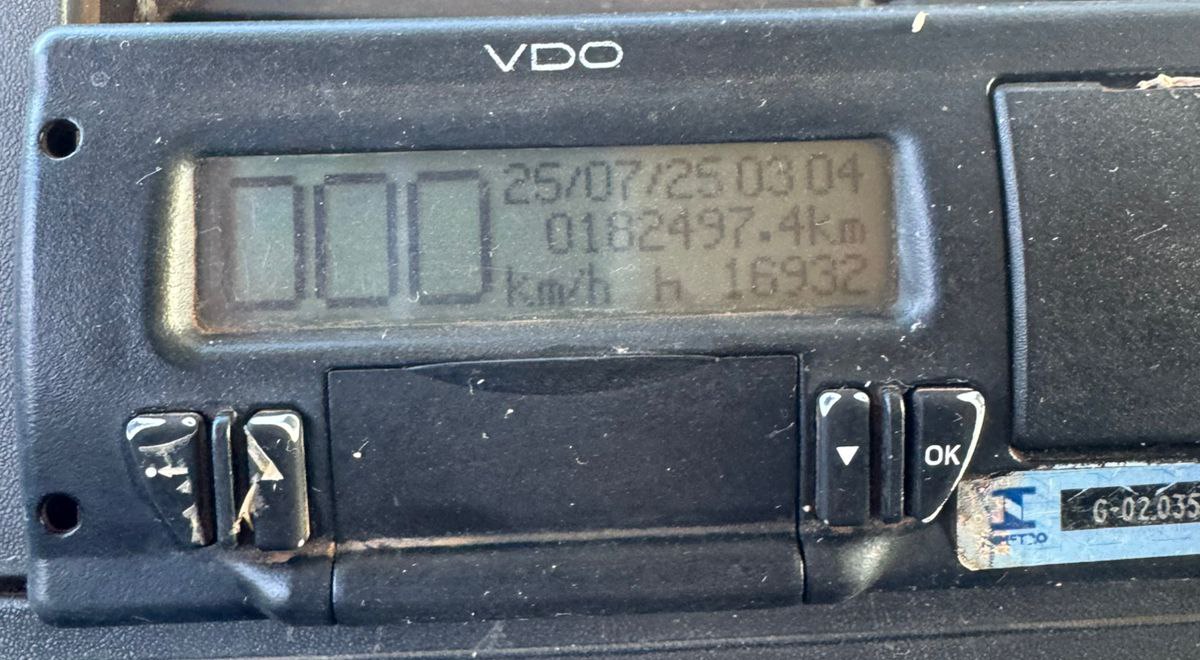 VDO
000
25/07/25 03 04
0182497.4km
km/h h 16932
▼
OK
G-02.035